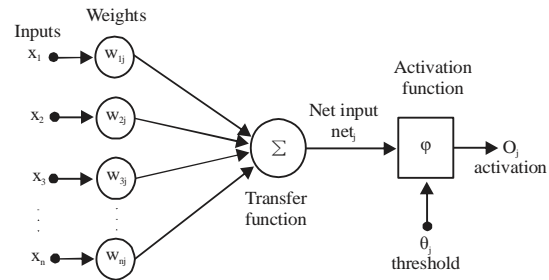 Inputs
Weights
x1
w1j
x2
w2j
x3
w3j
xn
wnj
Σ
Transfer
function
Net input
netj
Activation
function
φ
Oj
activation
θj
threshold